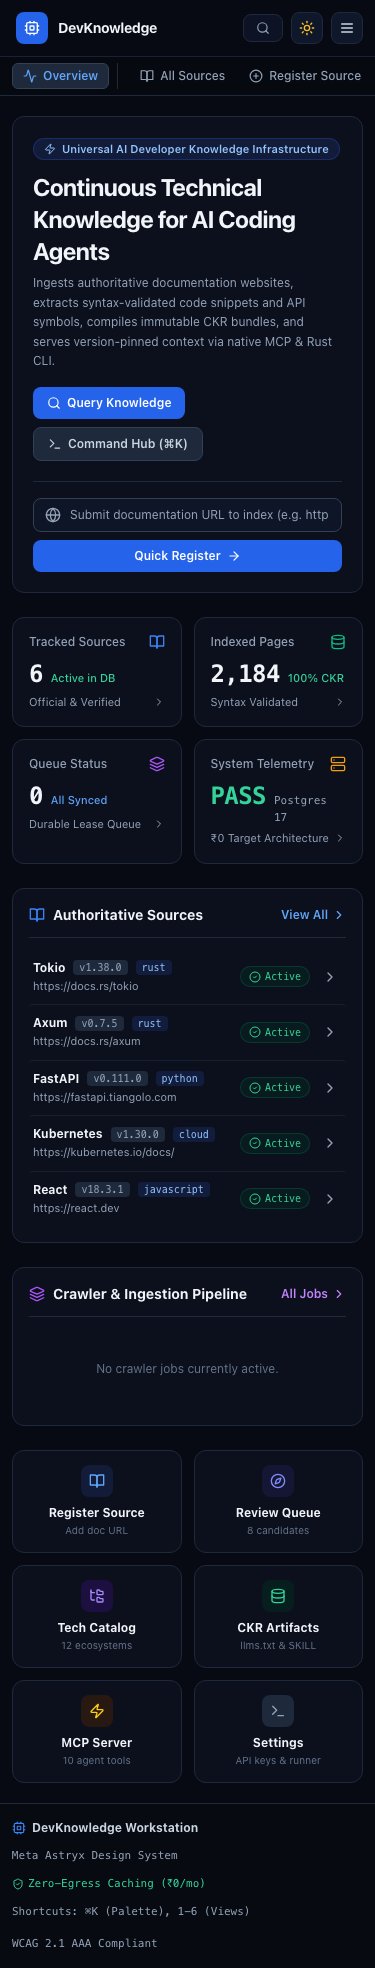 DevKnowledge
Overview
All Sources
Register Source
Universal AI Developer Knowledge Infrastructure
Continuous Technical
Knowledge for AI Coding
Agents
Ingests authoritative documentation websites,
extracts syntax-validated code snippets and API
symbols, compiles immutable CKR bundles, and
serves version-pinned context via native MCP & Rust
CLI.
Query Knowledge
Command Hub (⌘K)
Submit documentation URL to index (e.g. http
Quick Register →
Tracked Sources
6 Active in DB
Official & Verified
Indexed Pages
2,184 100% CKR
Syntax Validated
Queue Status
0 All Synced
Durable Lease Queue
System Telemetry
PASS Postgres
17
₹0 Target Architecture
Authoritative Sources
View All
Tokio v1.38.0 rust
https://docs.rs/tokio
Active
Axum v0.7.5 rust
https://docs.rs/axum
Active
FastAPI v0.111.0 python
https://fastapi.tiangolo.com
Active
Kubernetes v1.30.0 cloud
https://kubernetes.io/docs/
Active
React v18.3.1 javascript
https://react.dev
Active
Crawler & Ingestion Pipeline
All Jobs
No crawler jobs currently active.
Register Source
Add doc URL
Review Queue
8 candidates
Tech Catalog
12 ecosystems
CKR Artifacts
llms.txt & SKILL
MCP Server
10 agent tools
Settings
API keys & runner
DevKnowledge Workstation
Meta Astryx Design System
Zero-Egress Caching (₹0/mo)
Shortcuts: ⌘K (Palette), 1–6 (Views)
WCAG 2.1 AAA Compliant